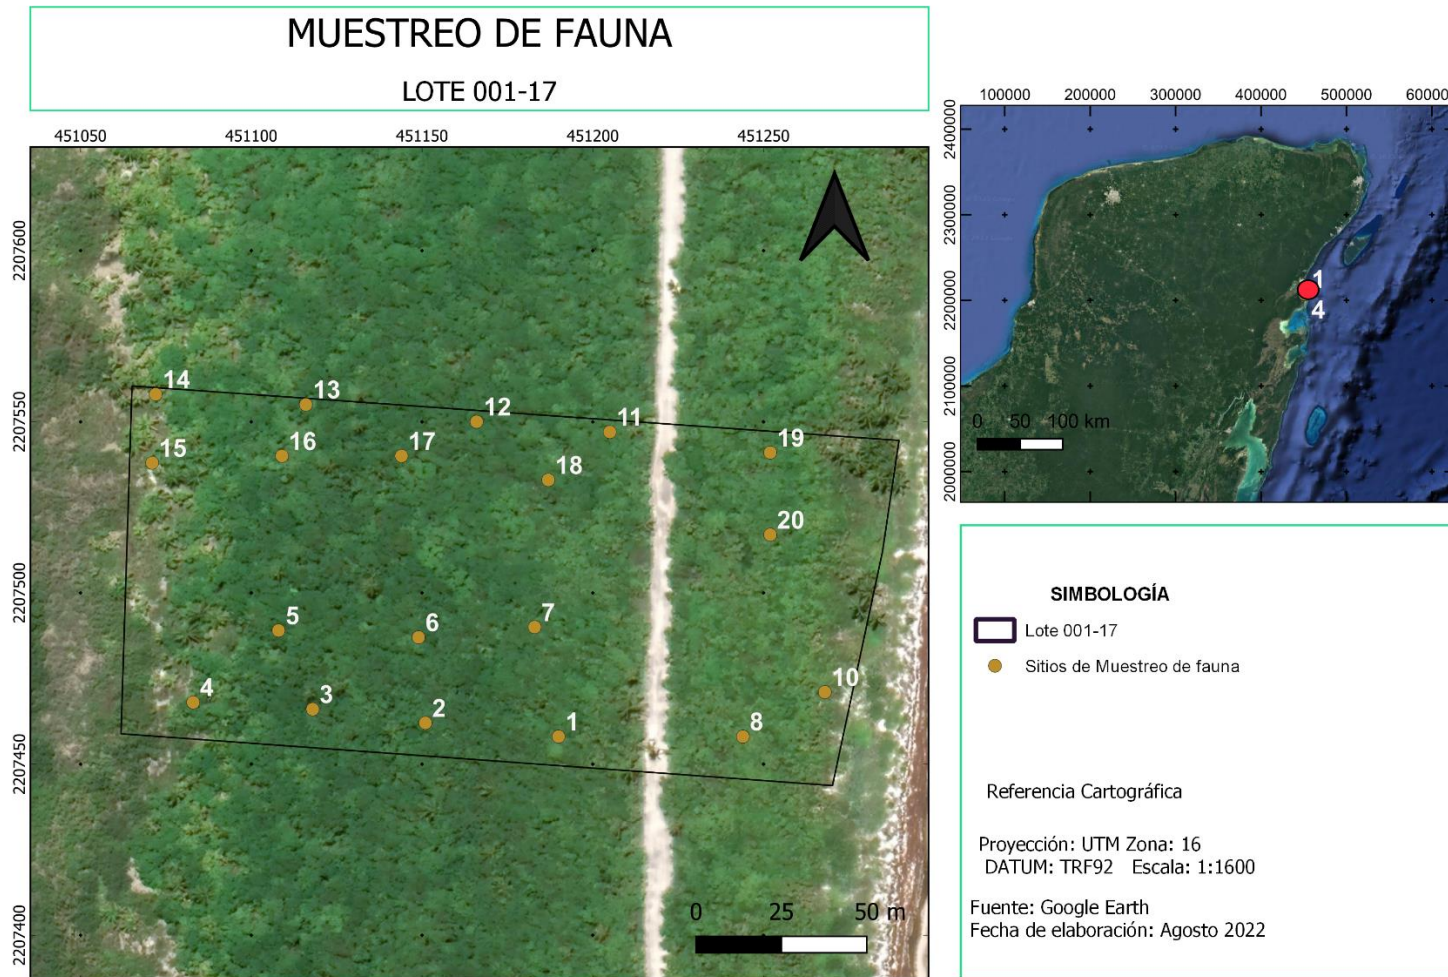 MUESTREO DE FAUNA
LOTE 001-17
451050 451100 451150 451200 451250
2207600
2207550
2207500
2207450
2207400
14
13
12
11
19
15
16
17
18
20
5
6
7
10
4
3
2
1
8
0 25 50 m
100000 200000 300000 400000 500000 600000
2400000
2300000
2200000
2100000
2000000
1
4
0 50 100 km
SIMBOLOGÍA
Lote 001-17
Sitios de Muestreo de fauna
Referencia Cartográfica
Proyección: UTM Zona: 16
DATUM: TRF92 Escala: 1:1600
Fuente: Google Earth
Fecha de elaboración: Agosto 2022